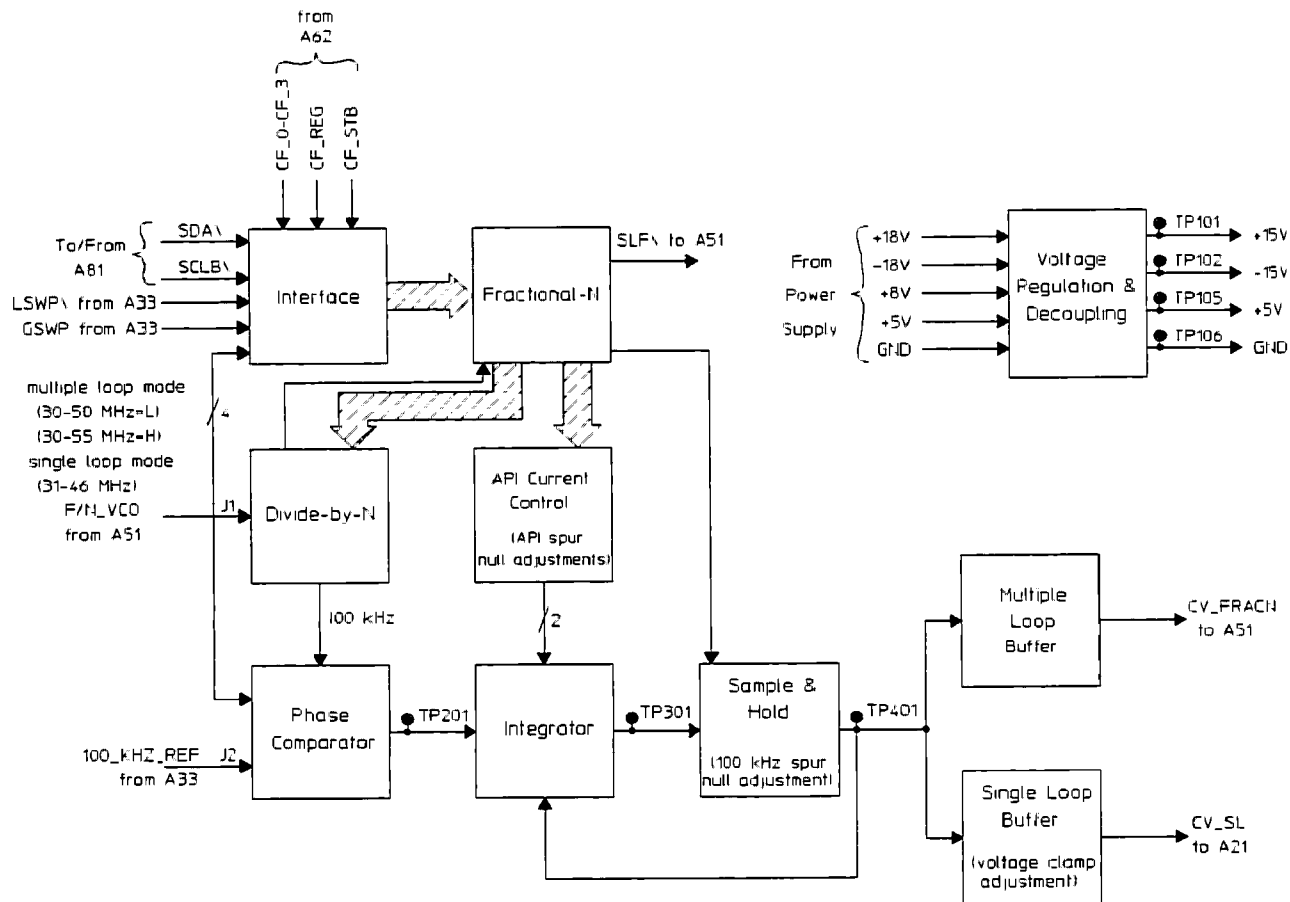 from
A62
CF_0-CF_3
CF_REG
CF_STB
To/From
A81
SDA\
SCLB\
LSWP\ from A33
GSWP from A33
Interface
Fractional-N
SLF\ to A51
From
Power
Supply
+18V
-18V
+8V
+5V
GND
Voltage
Regulation &
Decoupling
TP101
+15V
TP102
-15V
TP105
+5V
TP106
GND
multiple loop mode
(30-50 MHz=L)
(30-55 MHz=H)
single loop mode
(31-46 MHz)
F/N_VCO
from A51
4
J1
Divide-by-N
API Current
Control
(API spur
null adjustments)
100 kHz
2
100_KHZ_REF
from A33
J2
Phase
Comparator
TP201
Integrator
TP301
Sample &
Hold
(100 kHz spur
null adjustment)
TP401
Multiple
Loop
Buffer
CV_FRACN
to A51
Single Loop
Buffer
(voltage clamp
adjustment)
CV_SL
to A21